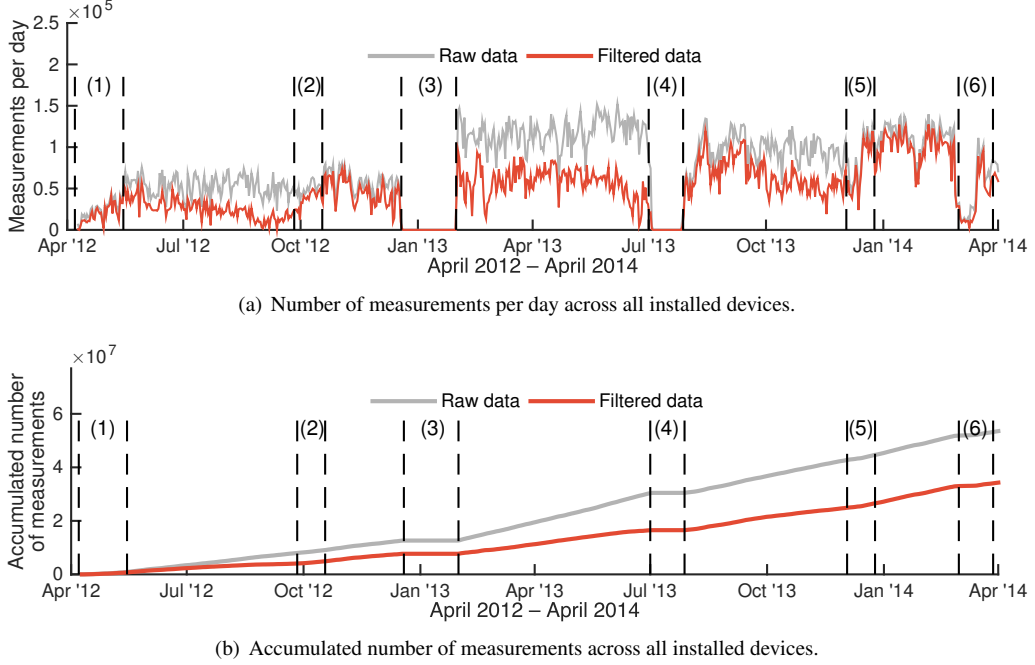 ×10^5
2.5
2
1.5
1
0.5
0
Measurements per day
Raw data Filtered data
(1) (2) (3) (4) (5) (6)
Apr '12 Jul '12 Oct '12 Jan '13 Apr '13 Jul '13 Oct '13 Jan '14 Apr '14
April 2012 – April 2014
(a) Number of measurements per day across all installed devices.
×10^7
6
4
2
0
Accumulated number
of measurements
Raw data Filtered data
(1) (2) (3) (4) (5) (6)
Apr '12 Jul '12 Oct '12 Jan '13 Apr '13 Jul '13 Oct '13 Jan '14 Apr '14
April 2012 – April 2014
(b) Accumulated number of measurements across all installed devices.